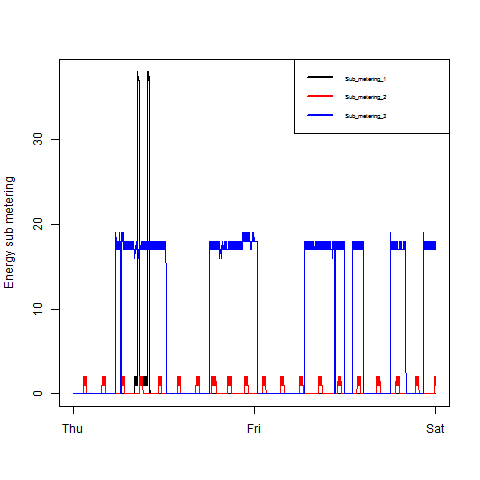 Sub_metering_1
Sub_metering_2
Sub_metering_3
Energy sub metering
30
20
10
0
Thu
Fri
Sat